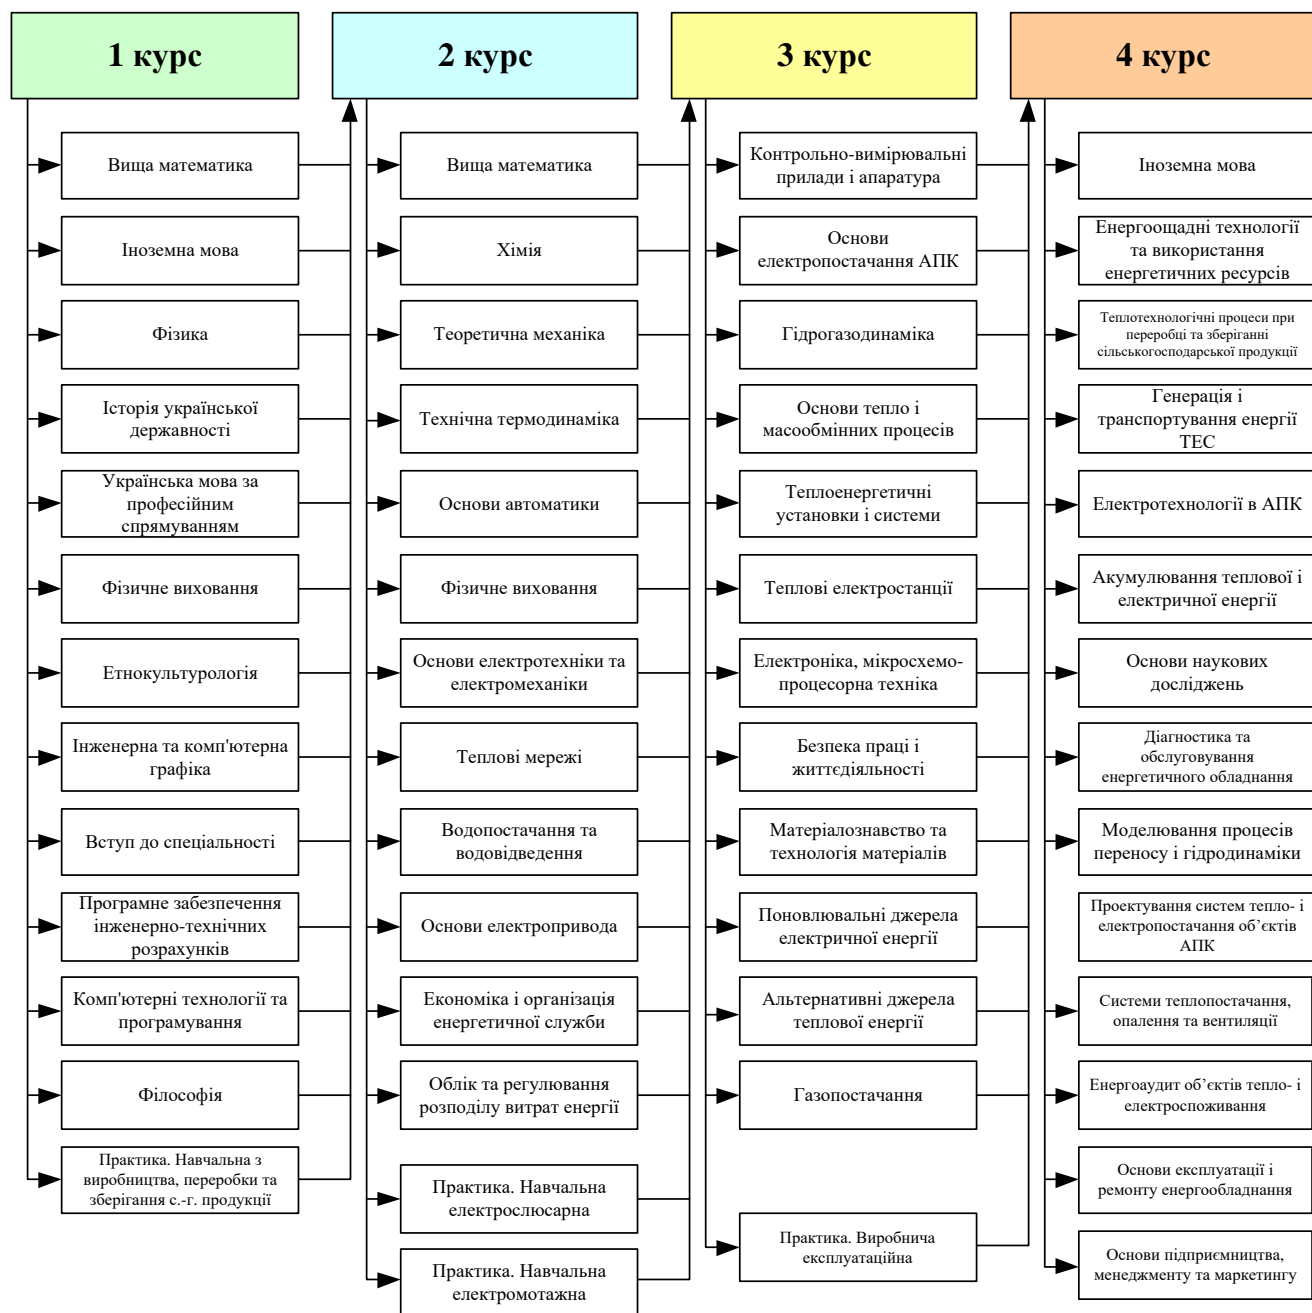 1 курс
Вища математика
Іноземна мова
Фізика
Історія української
державності
Українська мова за
професійним
спрямуванням
Фізичне виховання
Етнокультурологія
Інженерна та комп'ютерна
графіка
Вступ до спеціальності
Програмне забезпечення
інженерно-технічних
розрахунків
Комп'ютерні технології та
програмування
Філософія
Практика. Навчальна з
виробництва, переробки та
зберігання с.-г. продукції
2 курс
Вища математика
Хімія
Теоретична механіка
Технічна термодинаміка
Основи автоматики
Фізичне виховання
Основи електротехніки та
електромеханіки
Теплові мережі
Водопостачання та
водовідведення
Основи електропривода
Економіка і організація
енергетичної служби
Облік та регулювання
розподілу витрат енергії
Практика. Навчальна
електрослюсарна
Практика. Навчальна
електромотажна
3 курс
Контрольно-вимірювальні
прилади і апаратура
Основи
електропостачання АПК
Гідрогазодинаміка
Основи тепло і
масообмінних процесів
Теплоенергетичні
установки і системи
Теплові електростанції
Електроніка, мікросхемо-
процесорна техніка
Безпека праці і
життєдіяльності
Матеріалознавство та
технологія матеріалів
Поновлювальні джерела
електричної енергії
Альтернативні джерела
теплової енергії
Газопостачання
Практика. Виробнича
експлуатаційна
4 курс
Іноземна мова
Енергоощадні технології
та використання
енергетичних ресурсів
Теплотехнологічні процеси при
переробці та зберіганні
сільськогосподарської продукції
Генерація і
транспортування енергії
ТЕС
Електротехнології в АПК
Акумулювання теплової і
електричної енергії
Основи наукових
досліджень
Діагностика та
обслуговування
енергетичного обладнання
Моделювання процесів
переносу і гідродинаміки
Проектування систем тепло- і
електропостачання об’єктів
АПК
Системи теплопостачання,
опалення та вентиляції
Енергоаудит об’єктів тепло- і
електроспоживання
Основи експлуатації і
ремонту енергообладнання
Основи підприємництва,
менеджменту та маркетингу